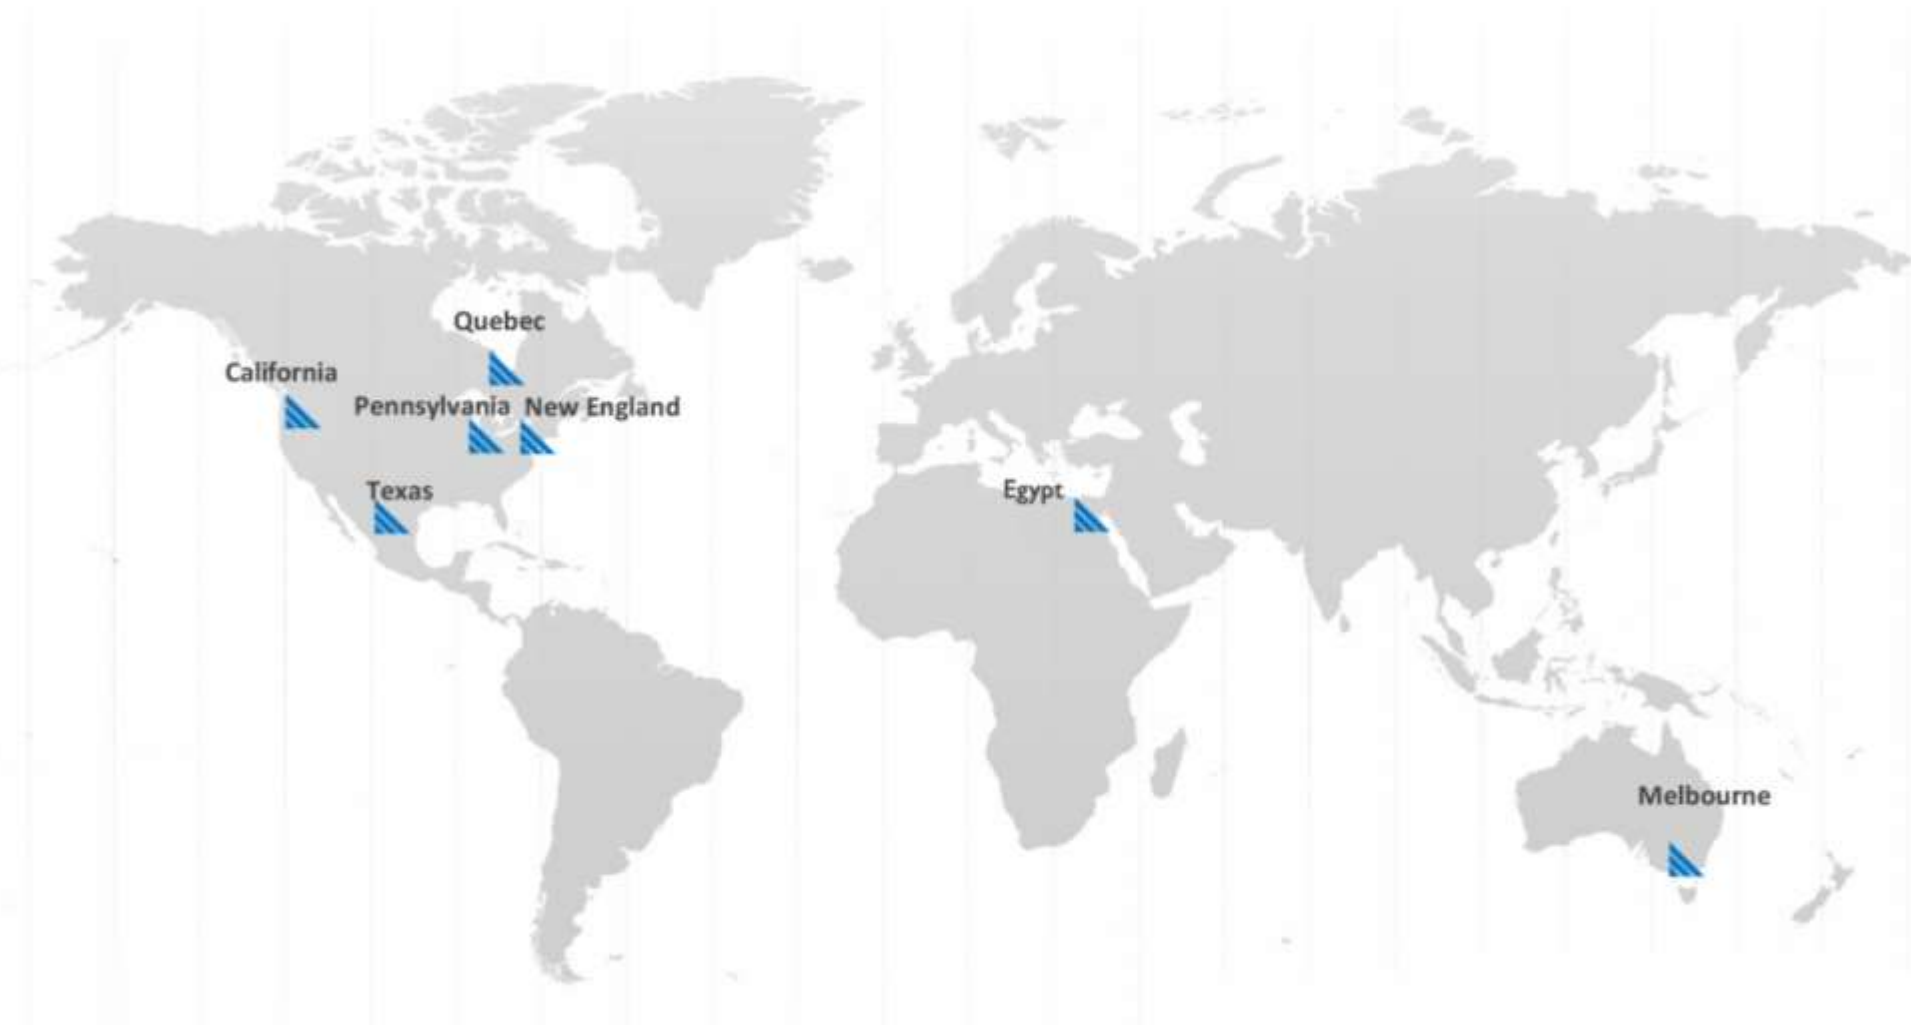 Quebec
California
Pennsylvania
New England
Texas
Egypt
Melbourne